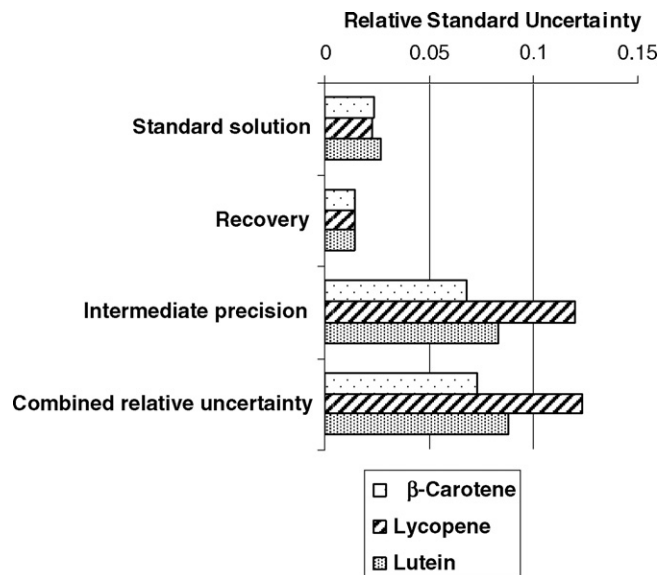 Relative Standard Uncertainty
0 0.05 0.1 0.15
Standard solution
Recovery
Intermediate precision
Combined relative uncertainty
β-Carotene
Lycopene
Lutein